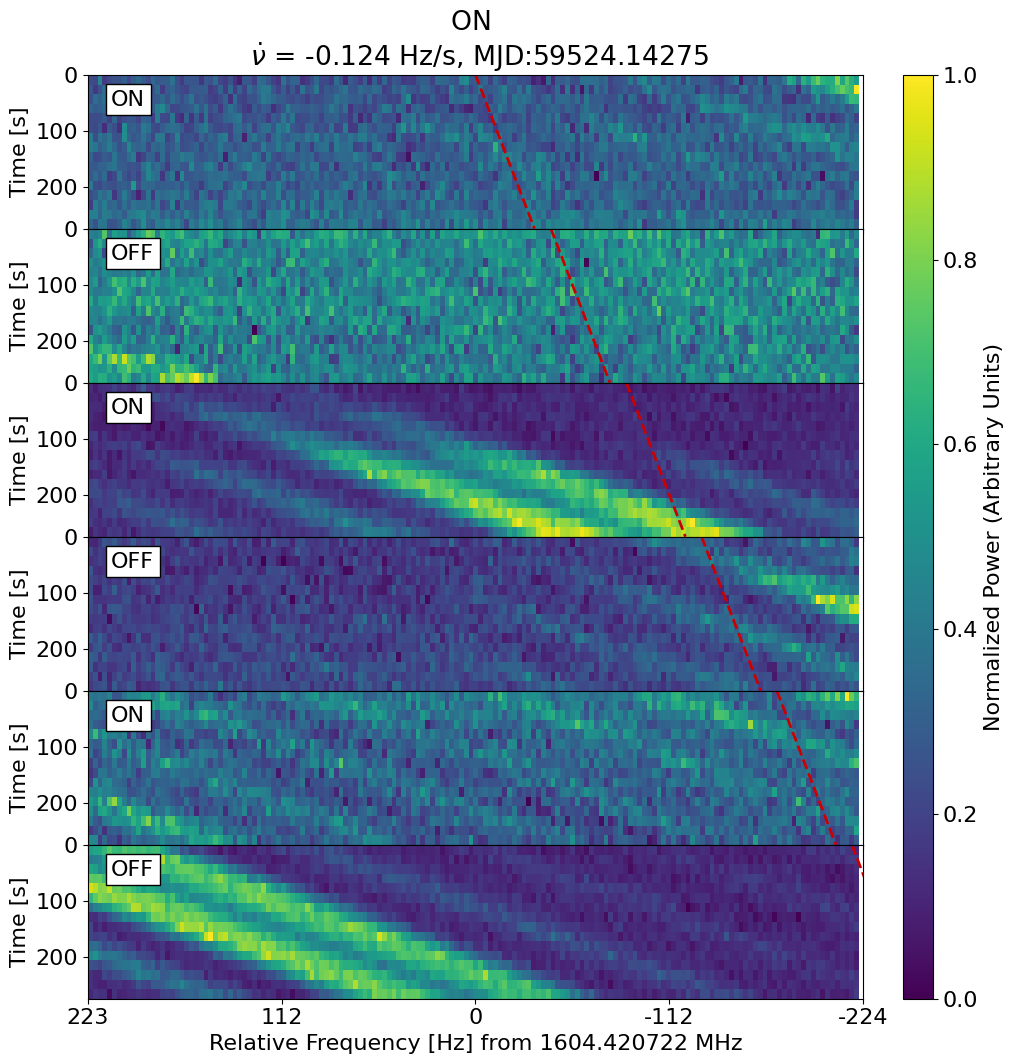 ON
ν̇ = -0.124 Hz/s, MJD:59524.14275
0
ON
100
Time [s]
200
0
OFF
100
Time [s]
200
0
ON
100
Time [s]
200
0
OFF
100
Time [s]
200
0
ON
100
Time [s]
200
0
OFF
100
Time [s]
200
223 112 0 -112 -224
Relative Frequency [Hz] from 1604.420722 MHz
1.0
0.8
0.6
0.4
0.2
0.0
Normalized Power (Arbitrary Units)